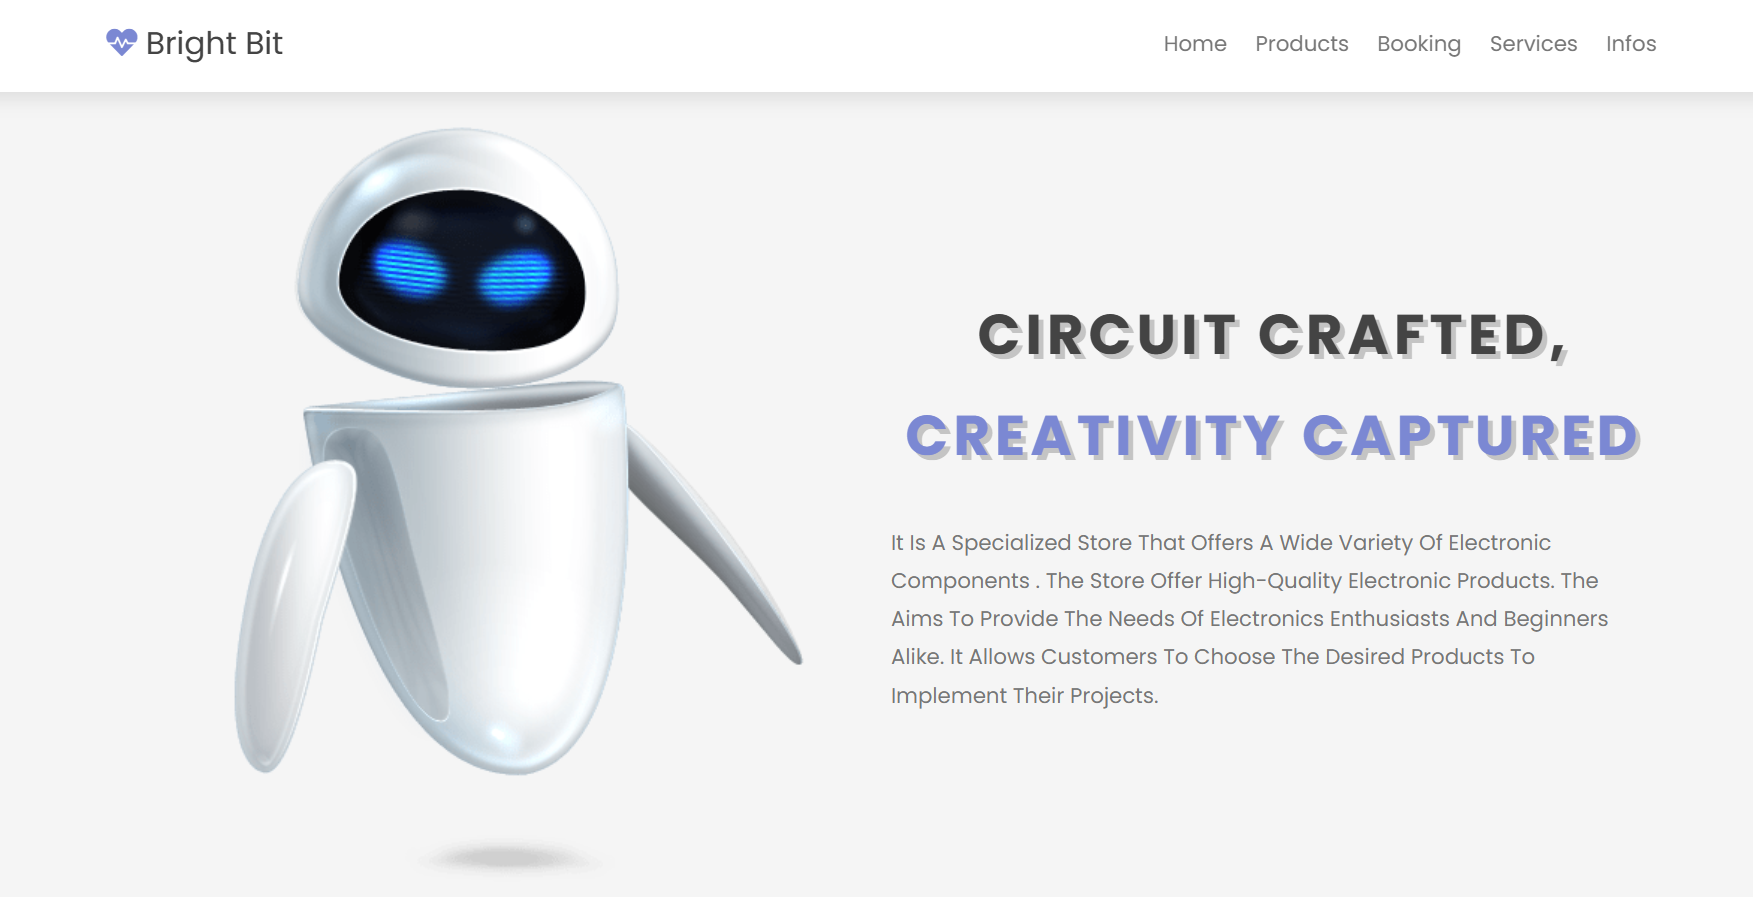 Bright Bit
Home Products Booking Services Infos
CIRCUIT CRAFTED,
CREATIVITY CAPTURED
It Is A Specialized Store That Offers A Wide Variety Of Electronic
Components . The Store Offer High-Quality Electronic Products. The
Aims To Provide The Needs Of Electronics Enthusiasts And Beginners
Alike. It Allows Customers To Choose The Desired Products To
Implement Their Projects.